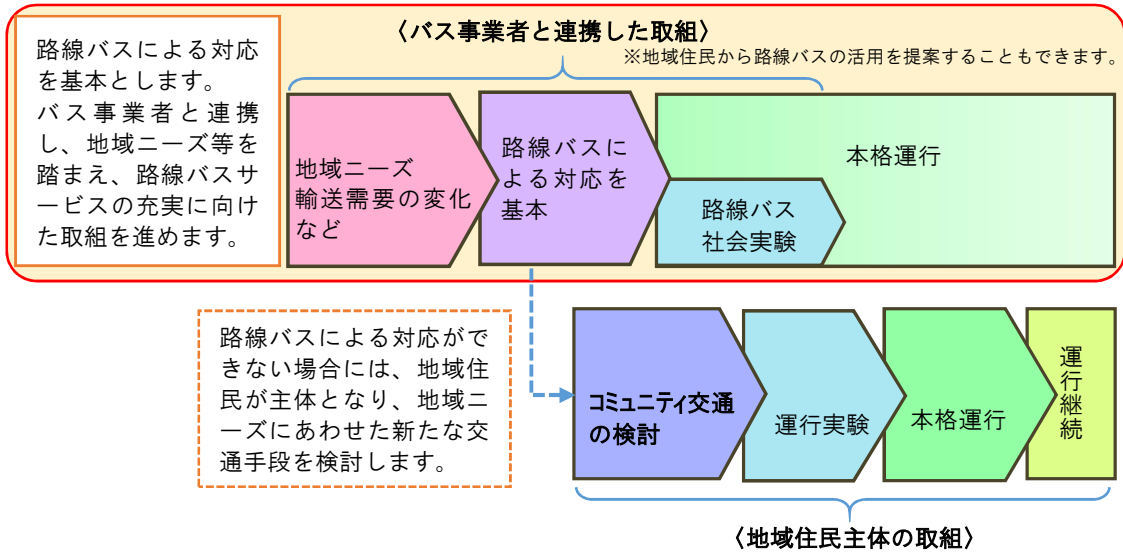 〈バス事業者と連携した取組〉
※地域住民から路線バスの活用を提案することもできます。
路線バスによる対応
を基本とします。
バス事業者と連携
し、地域ニーズ等を
踏まえ、路線バスサ
ービスの充実に向け
た取組を進めます。
地域ニーズ
輸送需要の変化
など
路線バスに
よる対応を
基本
本格運行
路線バス
社会実験
路線バスによる対応がで
きない場合には、地域住
民が主体となり、地域ニ
ーズにあわせた新たな交
通手段を検討します。
コミュニティ交通
の検討
運行実験
本格運行
運行継続
〈地域住民主体の取組〉